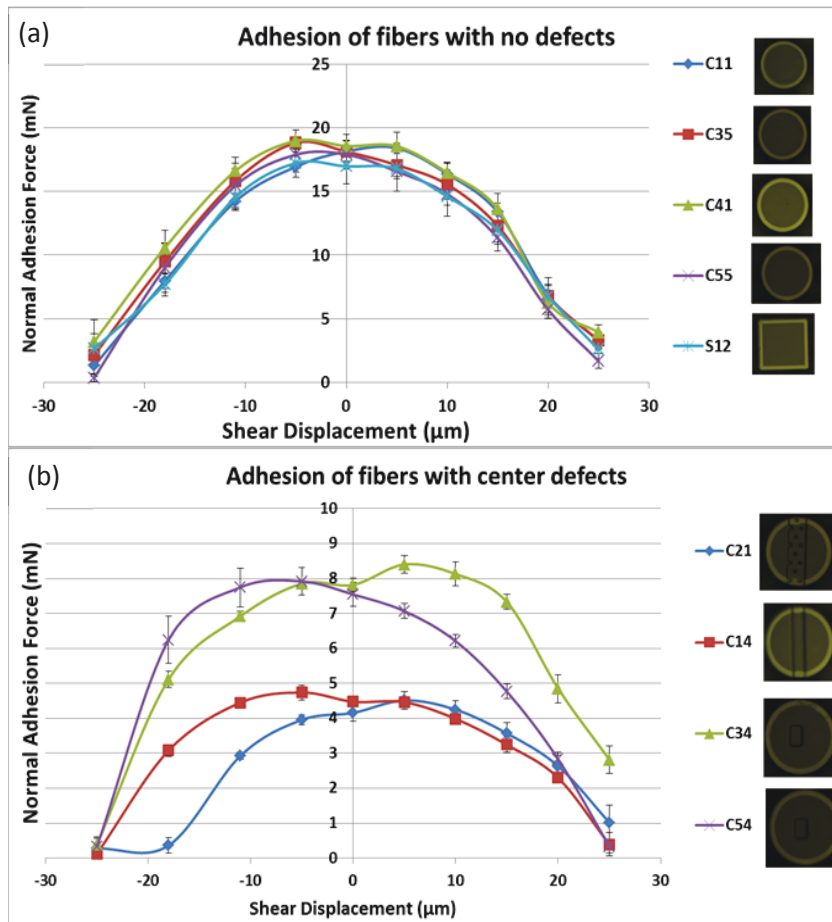 (a)
Adhesion of fibers with no defects
Normal Adhesion Force (mN)
25
20
15
10
5
0
-30 -20 -10 0 10 20 30
Shear Displacement (µm)
C11
C35
C41
C55
S12
(b)
Adhesion of fibers with center defects
Normal Adhesion Force (mN)
10
9
8
7
6
5
4
3
2
1
0
-30 -20 -10 0 10 20 30
Shear Displacement (µm)
C21
C14
C34
C54